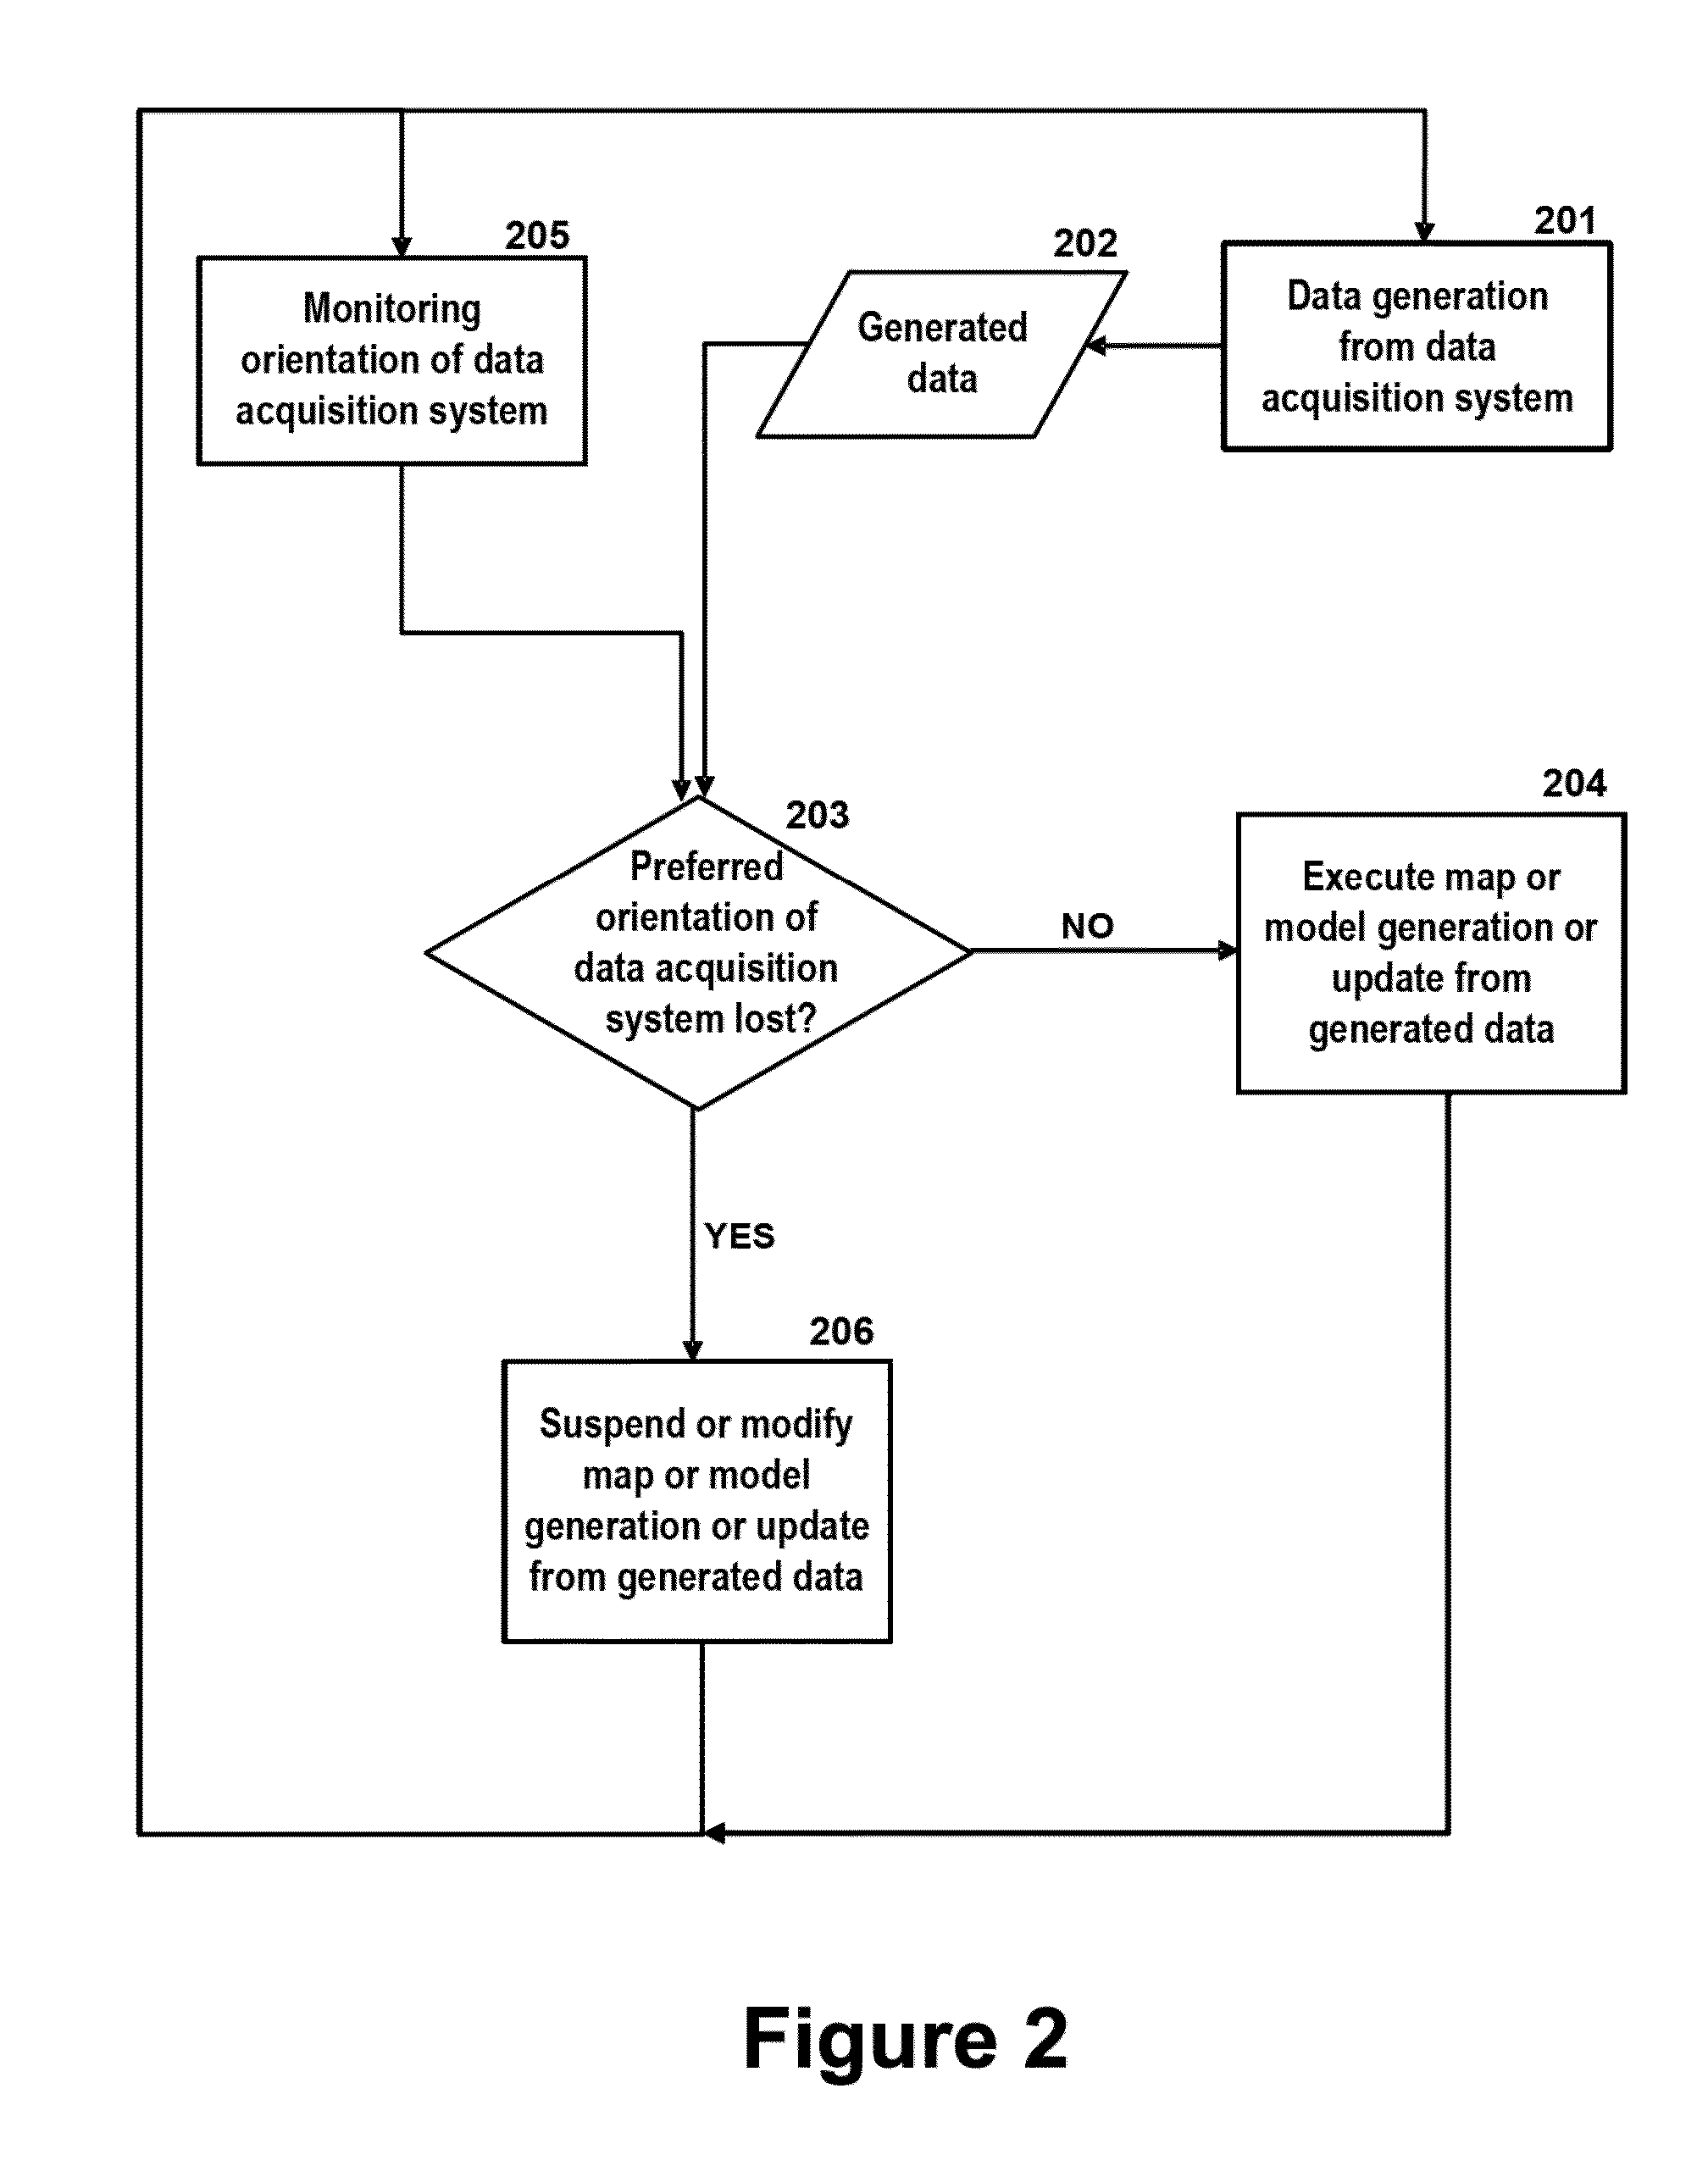 205
Monitoring
orientation of data
acquisition system
202
Generated
data
201
Data generation
from data
acquisition system
203
Preferred
orientation of
data acquisition
system lost?
NO
204
Execute map or
model generation or
update from
generated data
YES
206
Suspend or modify
map or model
generation or update
from generated data
Figure 2